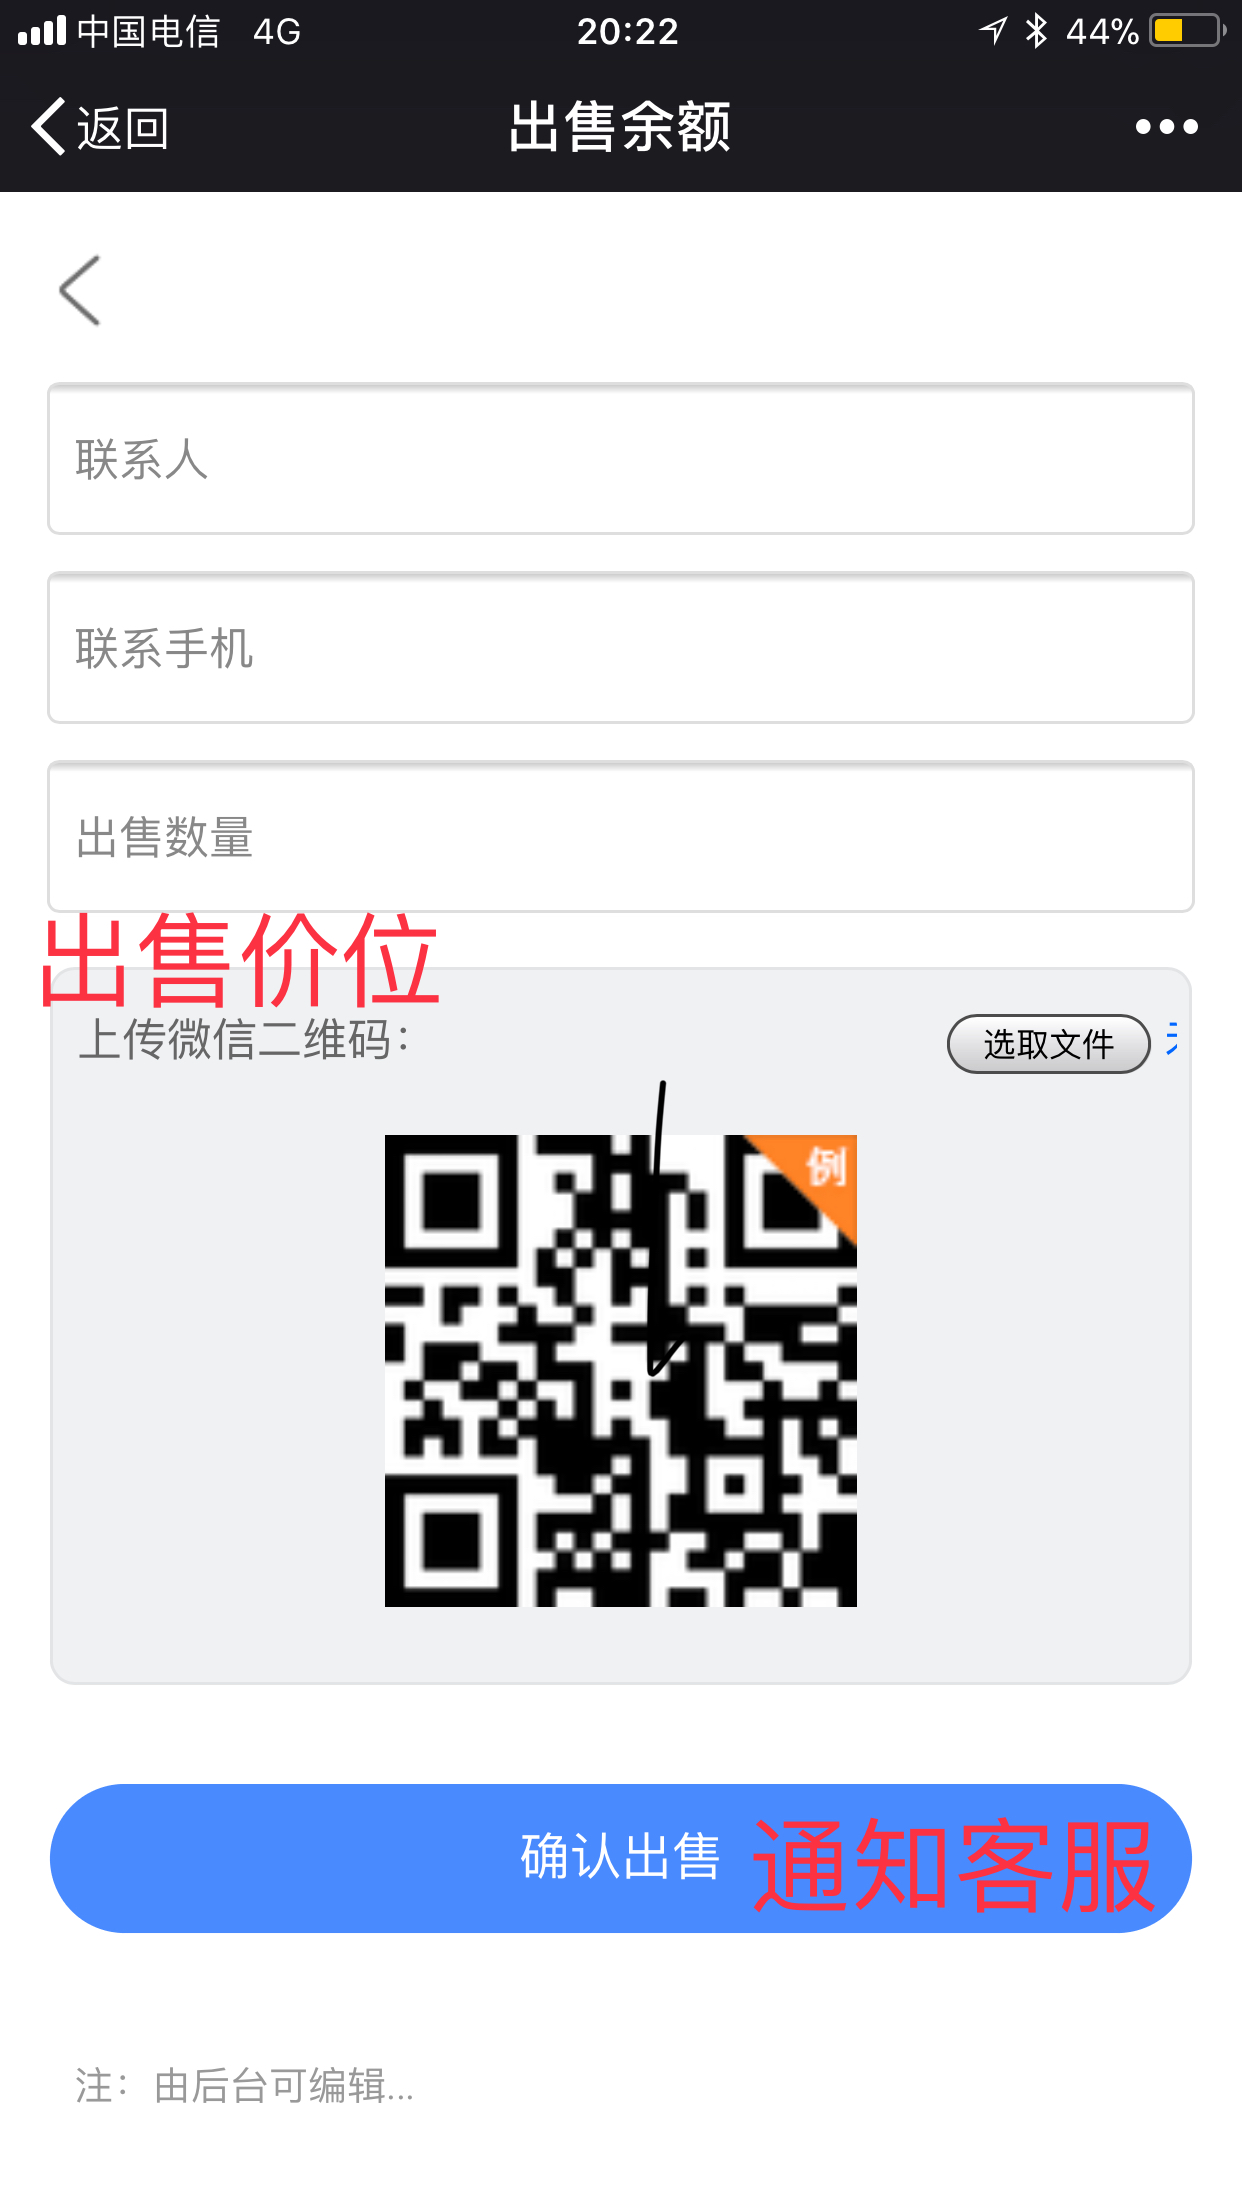 中国电信 4G 20:22 44%
返回 出售余额
联系人
联系手机
出售数量
出售价位
上传微信二维码： 选取文件
例
确认出售 通知客服
注：由后台可编辑...